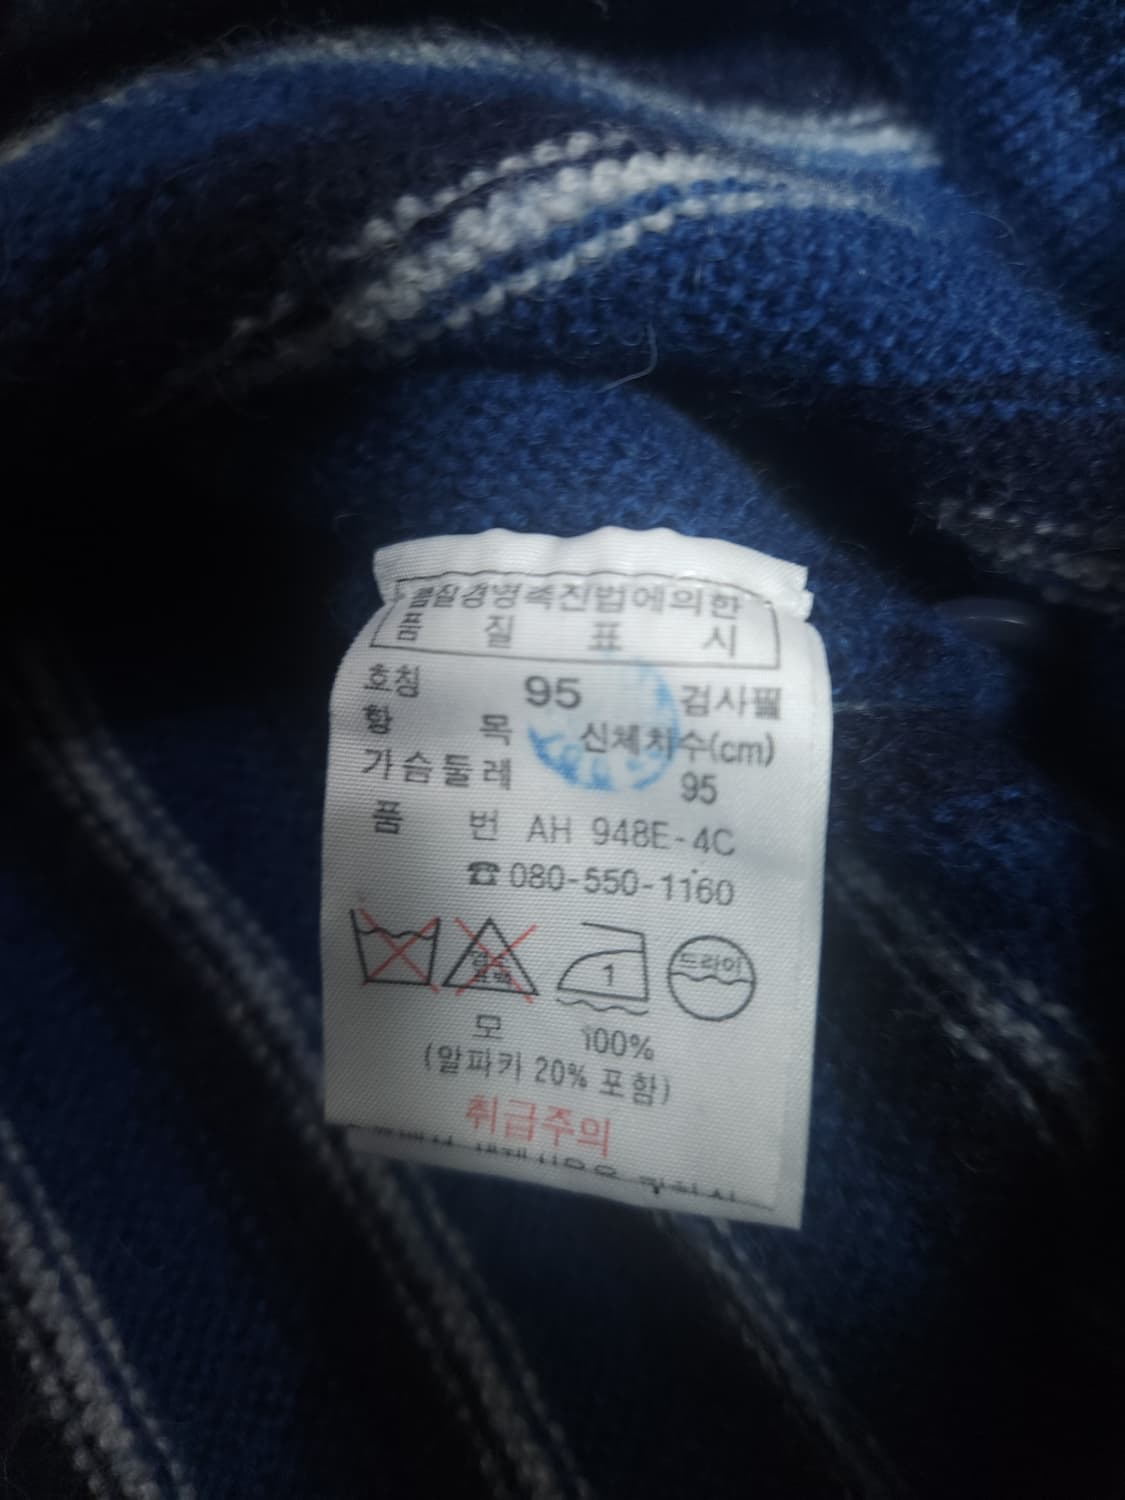 품질경영촉진법에의한
품 질 표 시
호칭 95 검사필
항 목 신체치수(cm)
가슴둘레 95
품 번 AH 948E-4C
☎ 080-550-1160
1 드라이
모 100%
(알파카 20% 포함)
취급주의